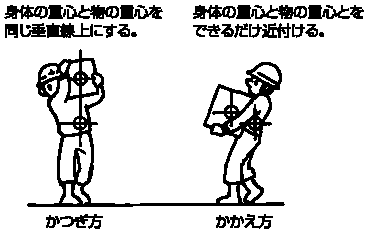 身体の重心と物の重心を
同じ垂直線上にする。
身体の重心と物の重心とを
できるだけ近付ける。
かつぎ方
かかえ方